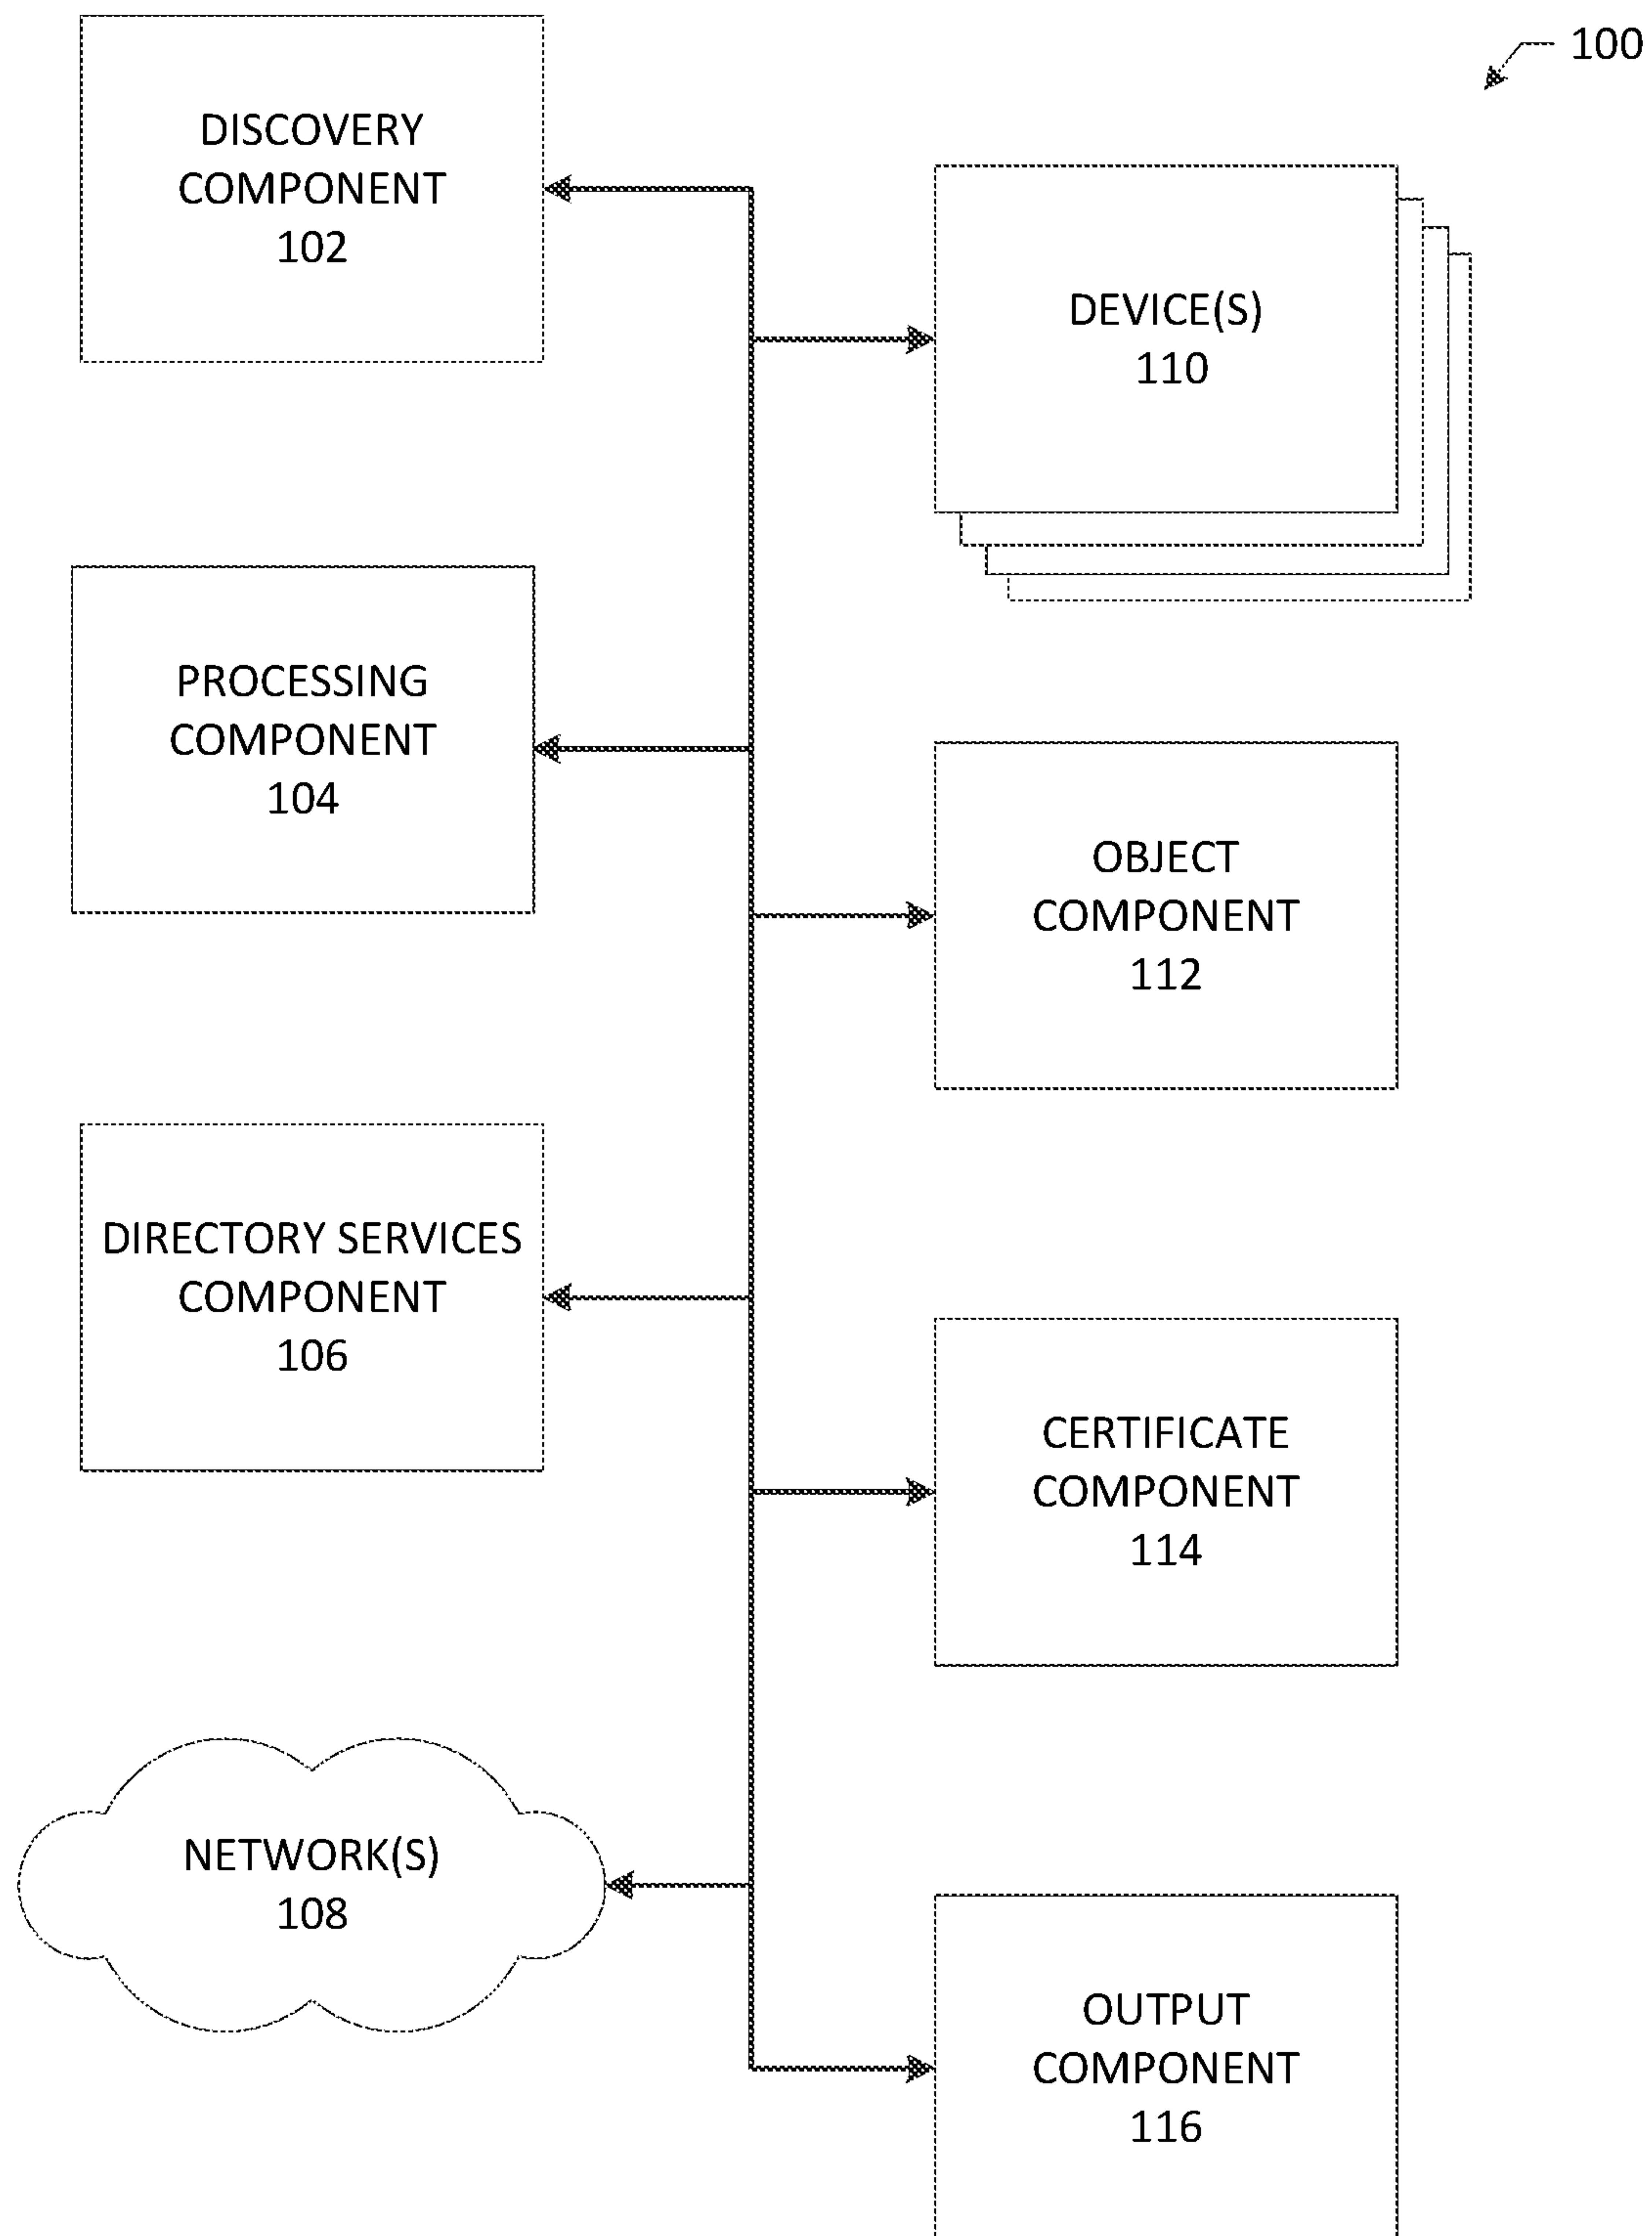 100
DISCOVERY
COMPONENT
102
DEVICE(S)
110
PROCESSING
COMPONENT
104
OBJECT
COMPONENT
112
DIRECTORY SERVICES
COMPONENT
106
CERTIFICATE
COMPONENT
114
NETWORK(S)
108
OUTPUT
COMPONENT
116